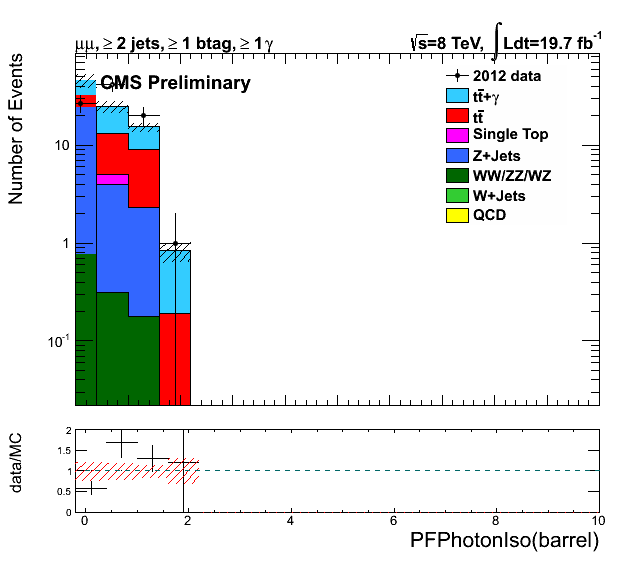 μμ, ≥ 2 jets, ≥ 1 btag, ≥ 1 γ
√s=8 TeV, ∫ Ldt=19.7 fb⁻¹
CMS Preliminary
2012 data
tt̄+γ
tt̄
Single Top
Z+Jets
WW/ZZ/WZ
W+Jets
QCD
Number of Events
10
1
10⁻¹
data/MC
2
1.5
1
0.5
0
0 2 4 6 8 10
PFPhotonIso(barrel)